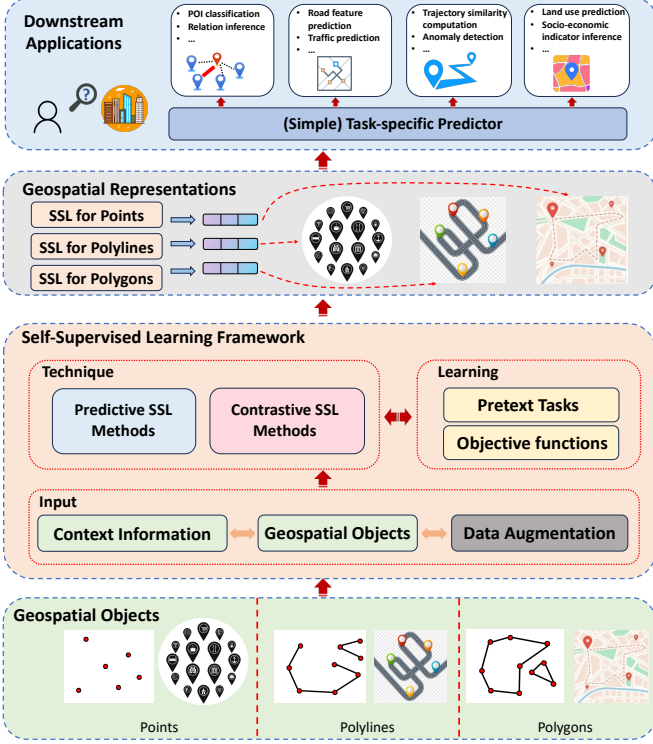 Downstream
Applications
• POI classification
• Relation inference
• ...
• Road feature
prediction
• Traffic prediction
• ...
• Trajectory similarity
computation
• Anomaly detection
• ...
• Land use prediction
• Socio-economic
indicator inference
• ...
?
(Simple) Task-specific Predictor
Geospatial Representations
SSL for Points
SSL for Polylines
SSL for Polygons
Self-Supervised Learning Framework
Technique
Predictive SSL
Methods
Contrastive SSL
Methods
Learning
Pretext Tasks
Objective functions
Input
Context Information
Geospatial Objects
Data Augmentation
Geospatial Objects
Points
Polylines
Polygons